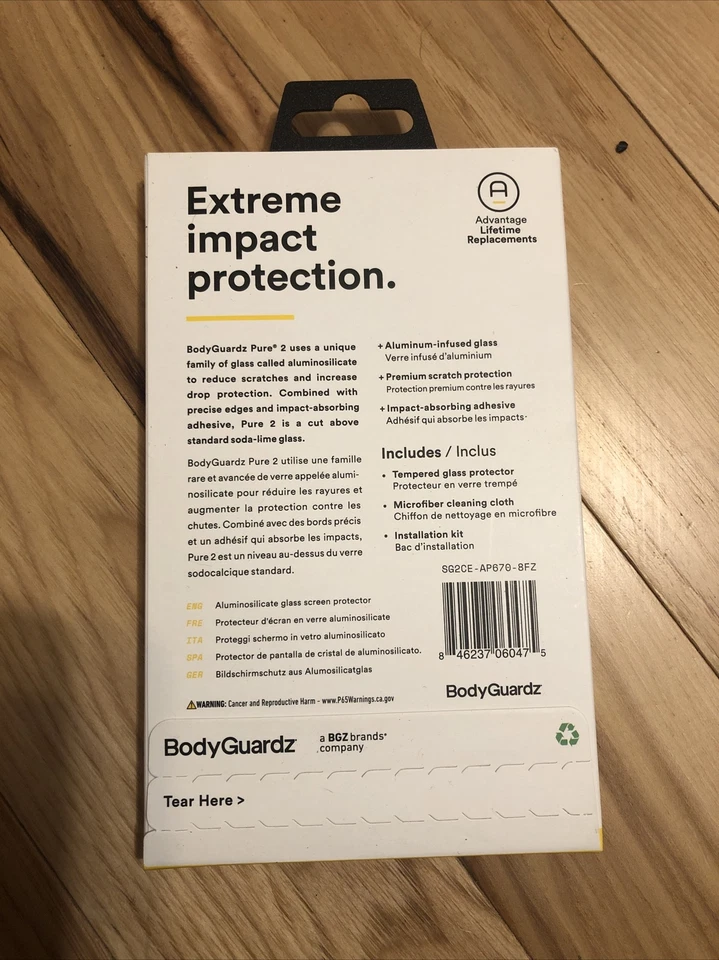 Extreme
impact
protection.
A
Advantage
Lifetime
Replacements
BodyGuardz Pure® 2 uses a unique
family of glass called aluminosilicate
to reduce scratches and increase
drop protection. Combined with
precise edges and impact-absorbing
adhesive, Pure 2 is a cut above
standard soda-lime glass.
BodyGuardz Pure 2 utilise une famille
rare et avancée de verre appelée alumi-
nosilicate pour réduire les rayures et
augmenter la protection contre les
chutes. Combiné avec des bords précis
et un adhésif qui absorbe les impacts,
Pure 2 est un niveau au-dessus du verre
sodocalcique standard.
+ Aluminum-infused glass
Verre infusé d'aluminium
+ Premium scratch protection
Protection premium contre les rayures
+ Impact-absorbing adhesive
Adhésif qui absorbe les impacts·
Includes / Inclus
• Tempered glass protector
Protecteur en verre trempé
• Microfiber cleaning cloth
Chiffon de nettoyage en microfibre
• Installation kit
Bac d'installation
SG2CE-AP670-8FZ
8 46237 06047 5
BodyGuardz
ENG Aluminosilicate glass screen protector
FRE Protecteur d'écran en verre aluminosilicate
ITA Proteggi schermo in vetro aluminosilicato
SPA Protector de pantalla de cristal de aluminosilicato.
GER Bildschirmschutz aus Alumosilicatglas
WARNING: Cancer and Reproductive Harm - www.P65Warnings.ca.gov
BodyGuardz
a BGZ brands®
company
Tear Here >